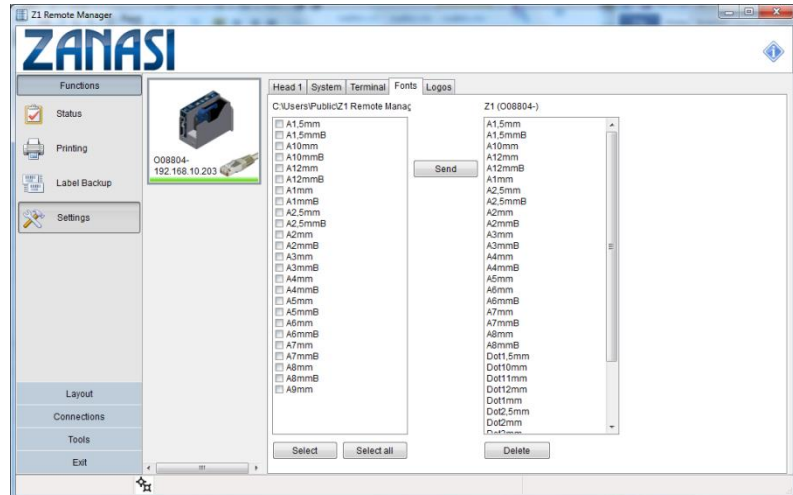 Z1 Remote Manager
ZANASI
Functions
Status
Printing
Label Backup
Settings
Layout
Connections
Tools
Exit
O08804-
192.168.10.203
Head 1 System Terminal Fonts Logos
C:\Users\Public\Z1 Remote Manag
A1,5mm
A1,5mmB
A10mm
A10mmB
A12mm
A12mmB
A1mm
A1mmB
A2,5mm
A2,5mmB
A2mm
A2mmB
A3mm
A3mmB
A4mm
A4mmB
A5mm
A5mmB
A6mm
A6mmB
A7mm
A7mmB
A8mm
A8mmB
A9mm
Select Select all
Send
Z1 (O08804-)
A1,5mm
A1,5mmB
A10mm
A12mm
A12mmB
A1mm
A2,5mm
A2,5mmB
A2mm
A2mmB
A3mm
A3mmB
A4mm
A4mmB
A5mm
A6mm
A6mmB
A7mm
A7mmB
A8mm
A8mmB
Dot1,5mm
Dot10mm
Dot11mm
Dot12mm
Dot1mm
Dot2,5mm
Dot2mm
Delete